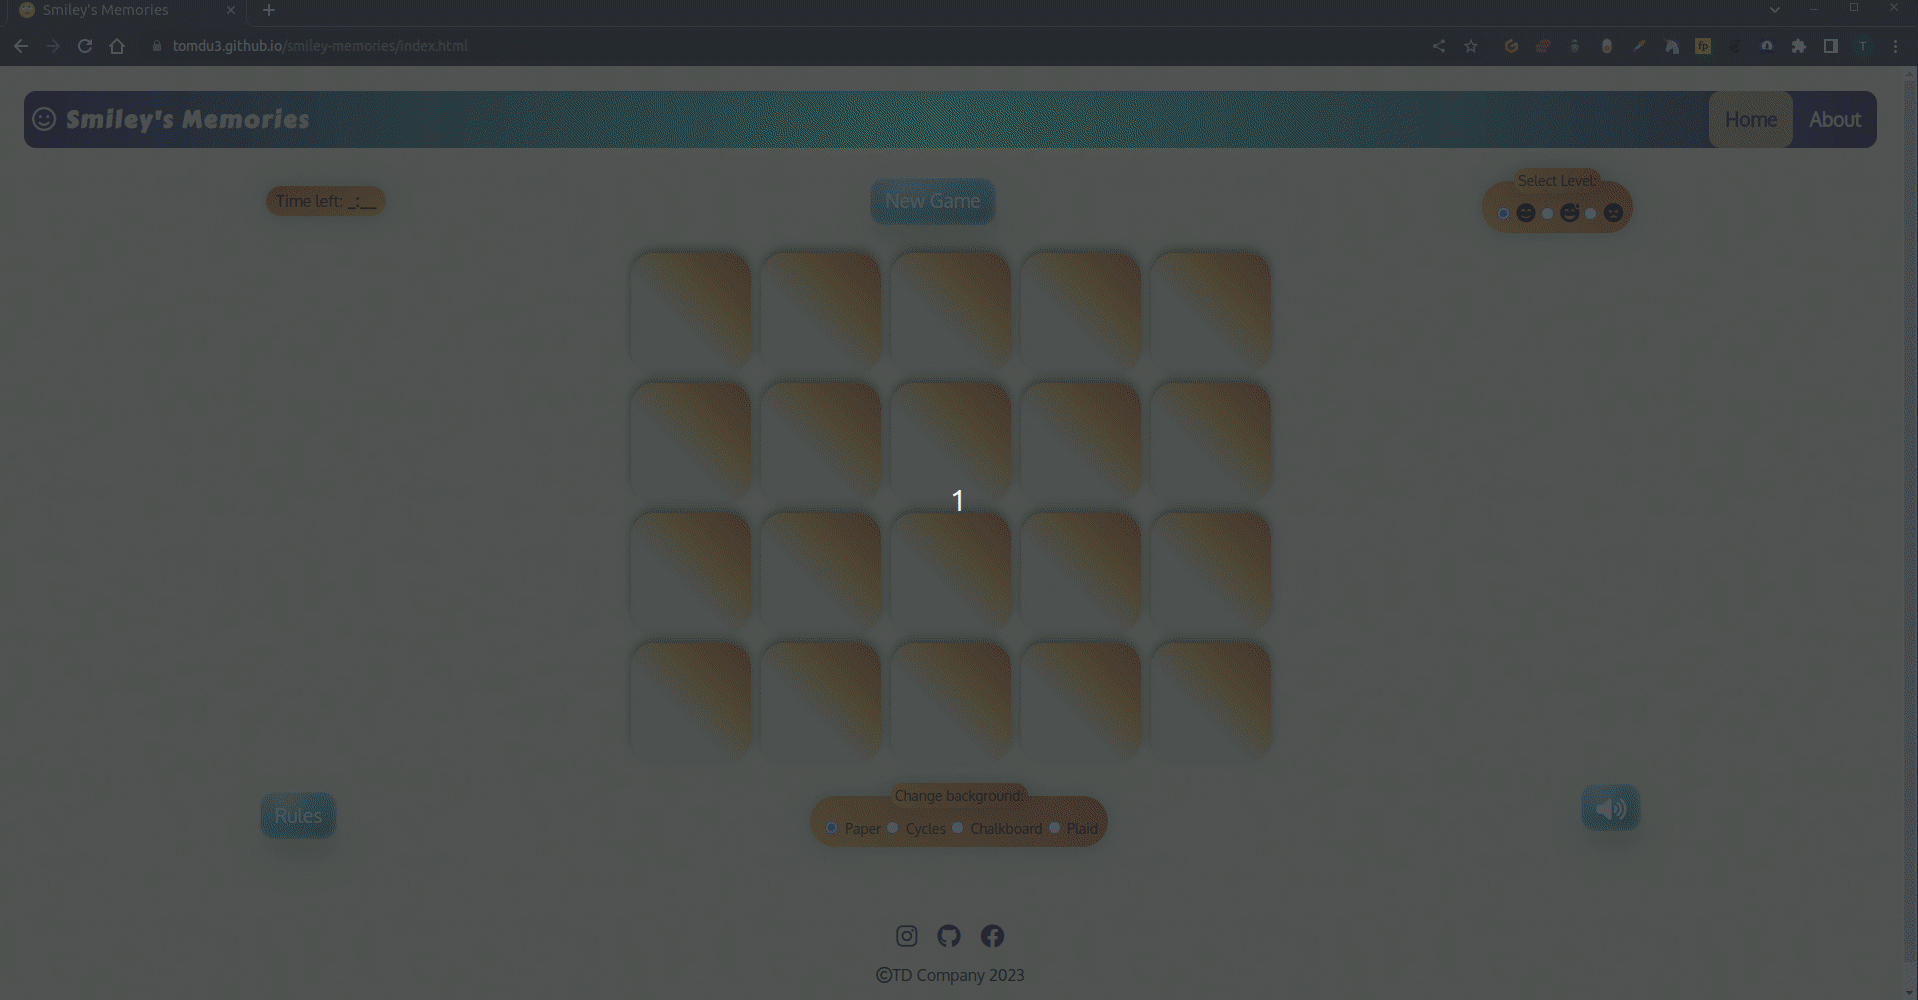 Smiley's Memories
tomdu3.github.io/smiley-memories/index.html
fp
T
Smiley's Memories
Home
About
Time left: _:__
New Game
Select Level:
1
Rules
Change background:
Paper Cycles Chalkboard Plaid
©TD Company 2023